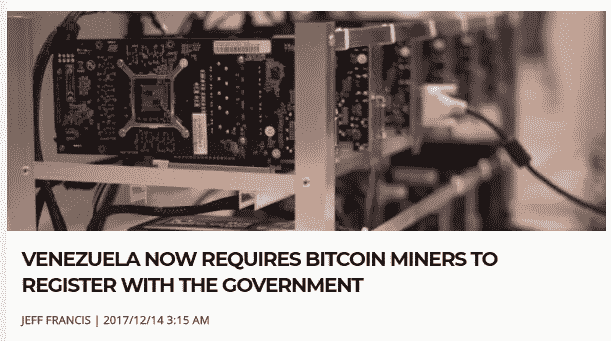 VENEZUELA NOW REQUIRES BITCOIN MINERS TO
REGISTER WITH THE GOVERNMENT
JEFF FRANCIS | 2017/12/14 3:15 AM